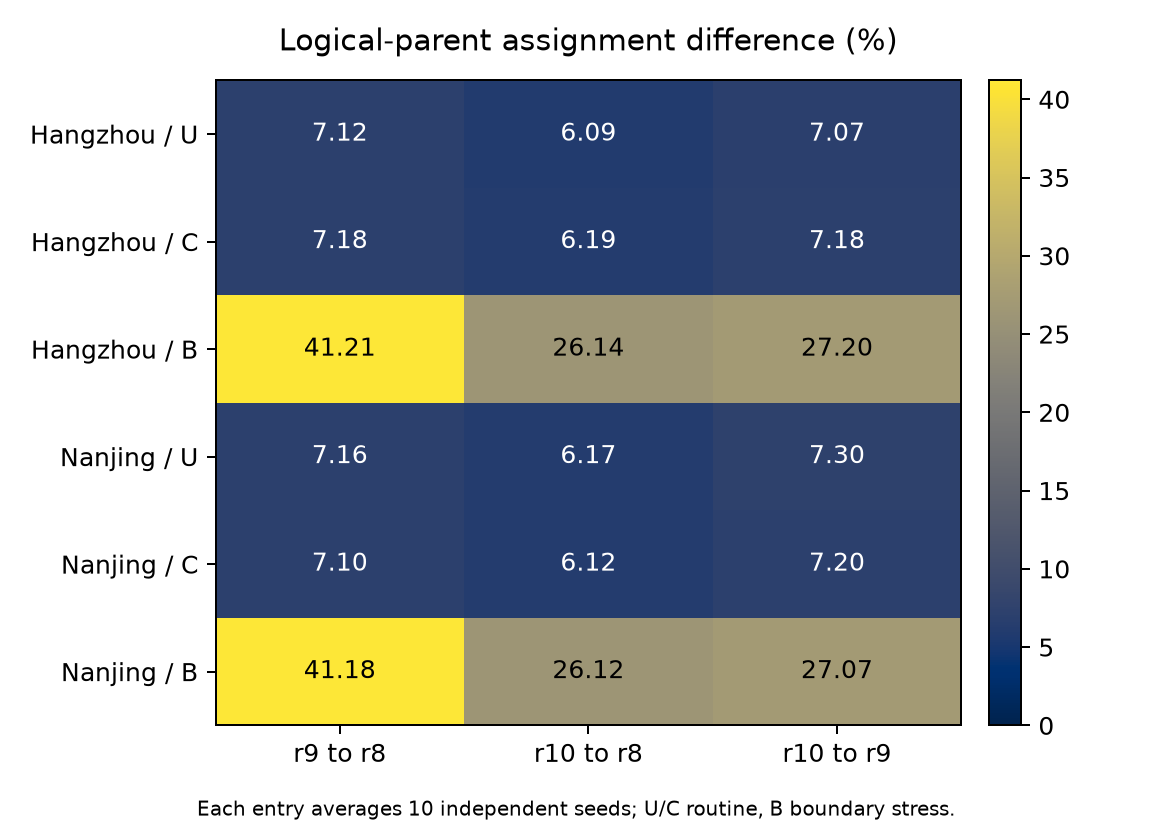 Logical-parent assignment difference (%)
Hangzhou / U 7.12 6.09 7.07
Hangzhou / C 7.18 6.19 7.18
Hangzhou / B 41.21 26.14 27.20
Nanjing / U 7.16 6.17 7.30
Nanjing / C 7.10 6.12 7.20
Nanjing / B 41.18 26.12 27.07
r9 to r8 r10 to r8 r10 to r9
40
35
30
25
20
15
10
5
0
Each entry averages 10 independent seeds; U/C routine, B boundary stress.